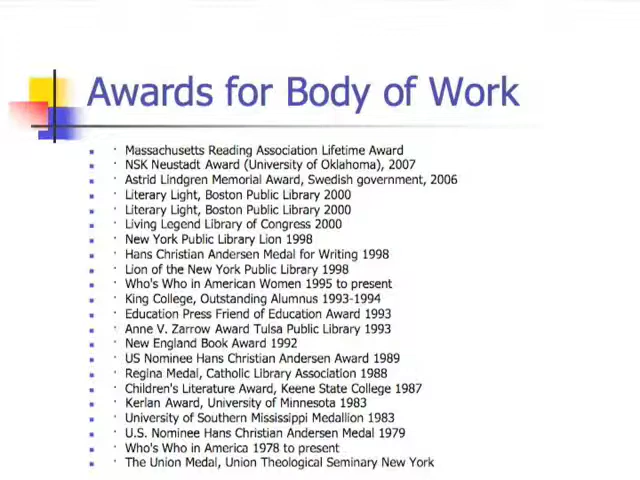 Awards for Body of Work
· Massachusetts Reading Association Lifetime Award
· NSK Neustadt Award (University of Oklahoma), 2007
· Astrid Lindgren Memorial Award, Swedish government, 2006
· Literary Light, Boston Public Library 2000
· Literary Light, Boston Public Library 2000
· Living Legend Library of Congress 2000
· New York Public Library Lion 1998
· Hans Christian Andersen Medal for Writing 1998
· Lion of the New York Public Library 1998
· Who's Who in American Women 1995 to present
· King College, Outstanding Alumnus 1993-1994
· Education Press Friend of Education Award 1993
· Anne V. Zarrow Award Tulsa Public Library 1993
· New England Book Award 1992
· US Nominee Hans Christian Andersen Award 1989
· Regina Medal, Catholic Library Association 1988
· Children's Literature Award, Keene State College 1987
· Kerlan Award, University of Minnesota 1983
· University of Southern Mississippi Medallion 1983
· U.S. Nominee Hans Christian Andersen Medal 1979
· Who's Who in America 1978 to present
· The Union Medal, Union Theological Seminary New York